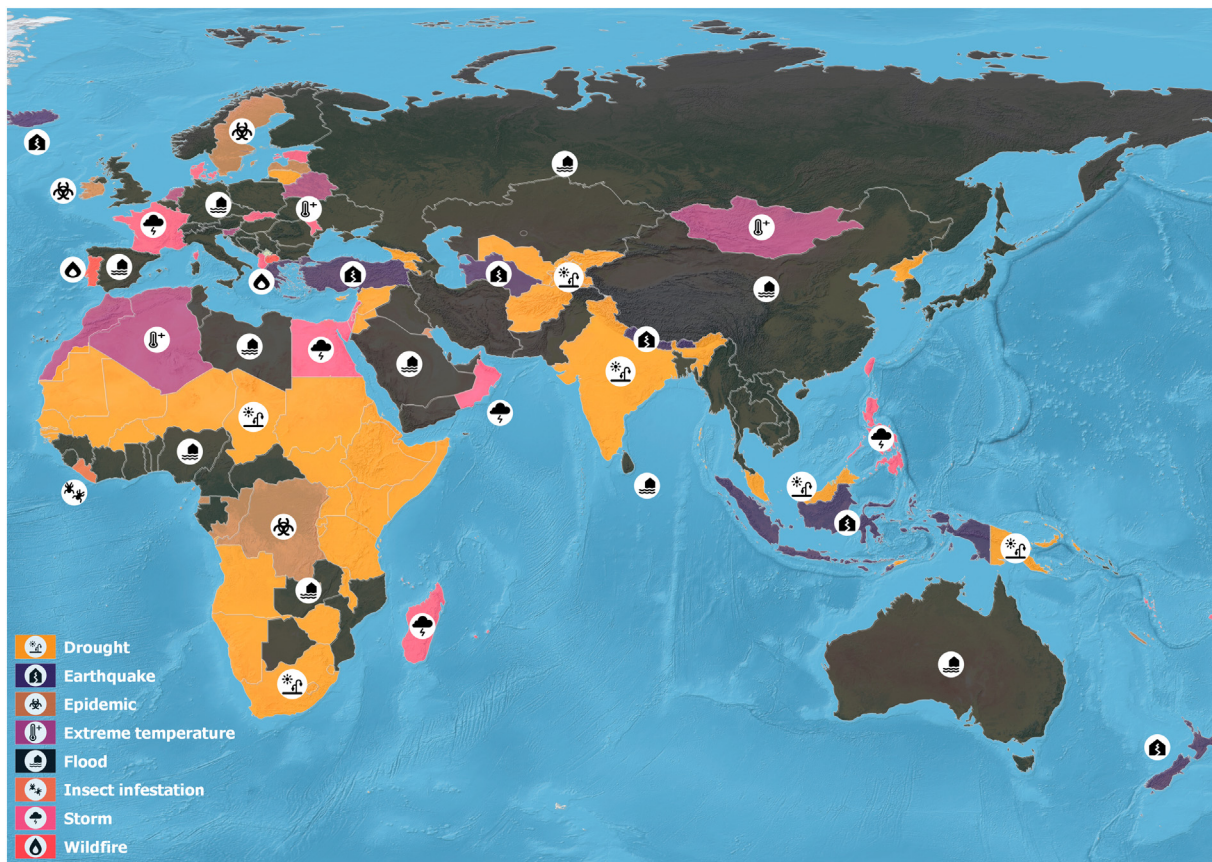 Drought
Earthquake
Epidemic
Extreme temperature
Flood
Insect infestation
Storm
Wildfire